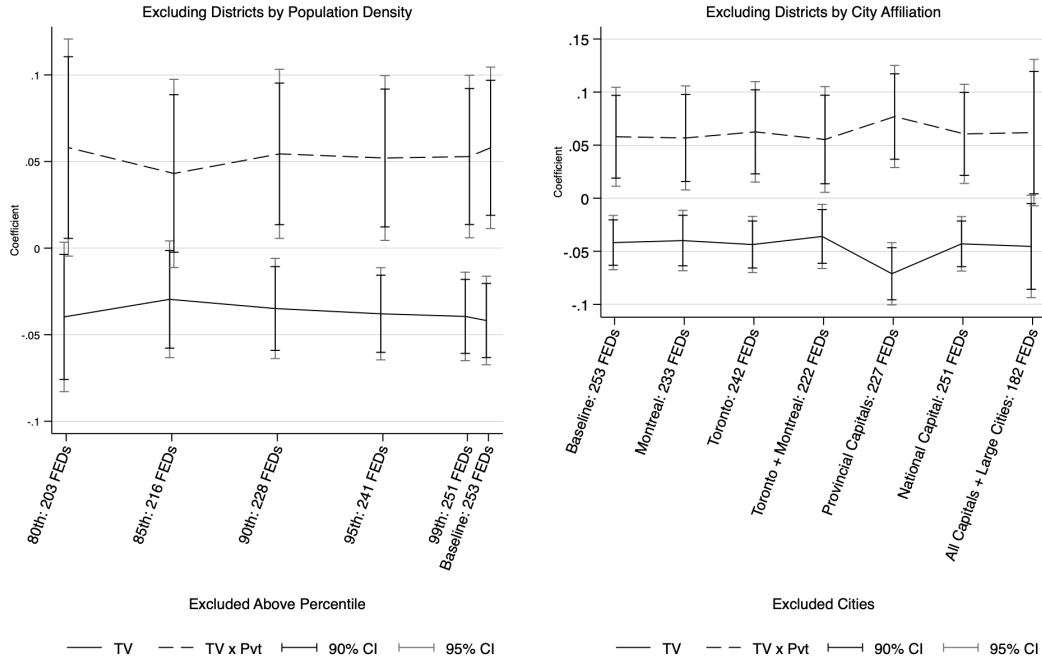 Excluding Districts by Population Density
Coefficient
.1
.05
0
-.05
-.1
80th: 203 FEDs
85th: 216 FEDs
90th: 228 FEDs
95th: 241 FEDs
99th: 251 FEDs
Baseline: 253 FEDs
Excluded Above Percentile
TV
TV x Pvt
90% CI
95% CI
Excluding Districts by City Affiliation
Coefficient
.15
.1
.05
0
-.05
-.1
Baseline: 253 FEDs
Montreal: 233 FEDs
Toronto: 242 FEDs
Toronto + Montreal: 222 FEDs
Provincial Capitals: 227 FEDs
National Capital: 251 FEDs
All Capitals + Large Cities: 182 FEDs
Excluded Cities
TV
TV x Pvt
90% CI
95% CI